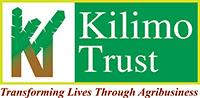 Kilimo
Trust
Transforming Lives Through Agribusiness